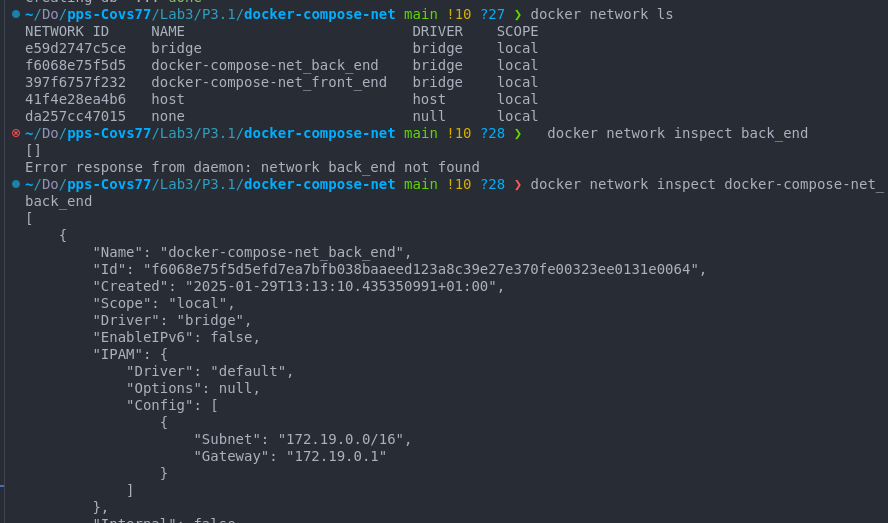 creating db ... done
~/Do/pps-Covs77/Lab3/P3.1/docker-compose-net main !10 ?27 ❯ docker network ls
NETWORK ID     NAME                          DRIVER    SCOPE
e59d2747c5ce   bridge                        bridge    local
f6068e75f5d5   docker-compose-net_back_end   bridge    local
397f6757f232   docker-compose-net_front_end  bridge    local
41f4e28ea4b6   host                          host      local
da257cc47015   none                          null      local
~/Do/pps-Covs77/Lab3/P3.1/docker-compose-net main !10 ?28 ❯   docker network inspect back_end
[]
Error response from daemon: network back_end not found
~/Do/pps-Covs77/Lab3/P3.1/docker-compose-net main !10 ?28 ❯ docker network inspect docker-compose-net_
back_end
[
    {
        "Name": "docker-compose-net_back_end",
        "Id": "f6068e75f5d5efd7ea7bfb038baaeed123a8c39e27e370fe00323ee0131e0064",
        "Created": "2025-01-29T13:13:10.435350991+01:00",
        "Scope": "local",
        "Driver": "bridge",
        "EnableIPv6": false,
        "IPAM": {
            "Driver": "default",
            "Options": null,
            "Config": [
                {
                    "Subnet": "172.19.0.0/16",
                    "Gateway": "172.19.0.1"
                }
            ]
        },
        "Internal": false,